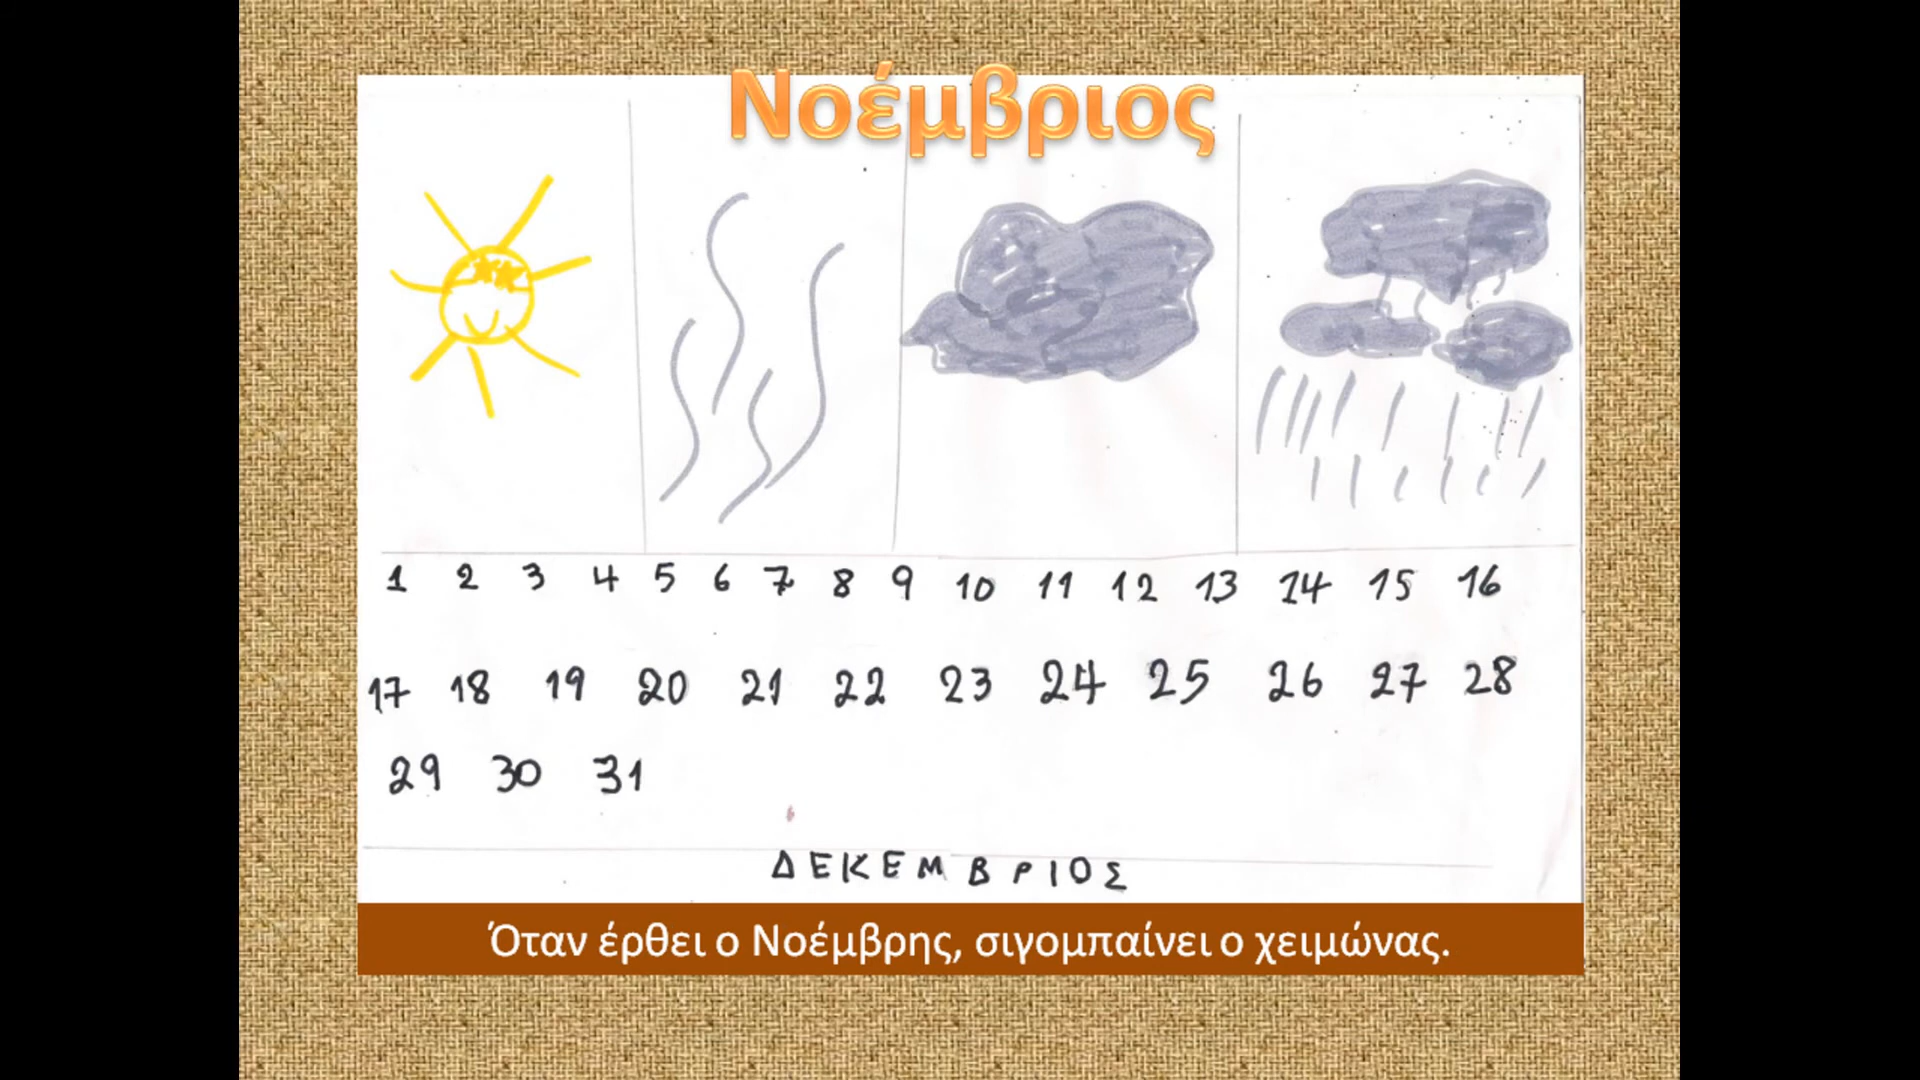 Νοέμβριος
1 2 3 4 5 6 7 8 9 10 11 12 13 14 15 16
17 18 19 20 21 22 23 24 25 26 27 28
29 30 31
ΔΕΚΕΜΒΡΙΟΣ
Όταν έρθει ο Νοέμβρης, σιγομπαίνει ο χειμώνας.